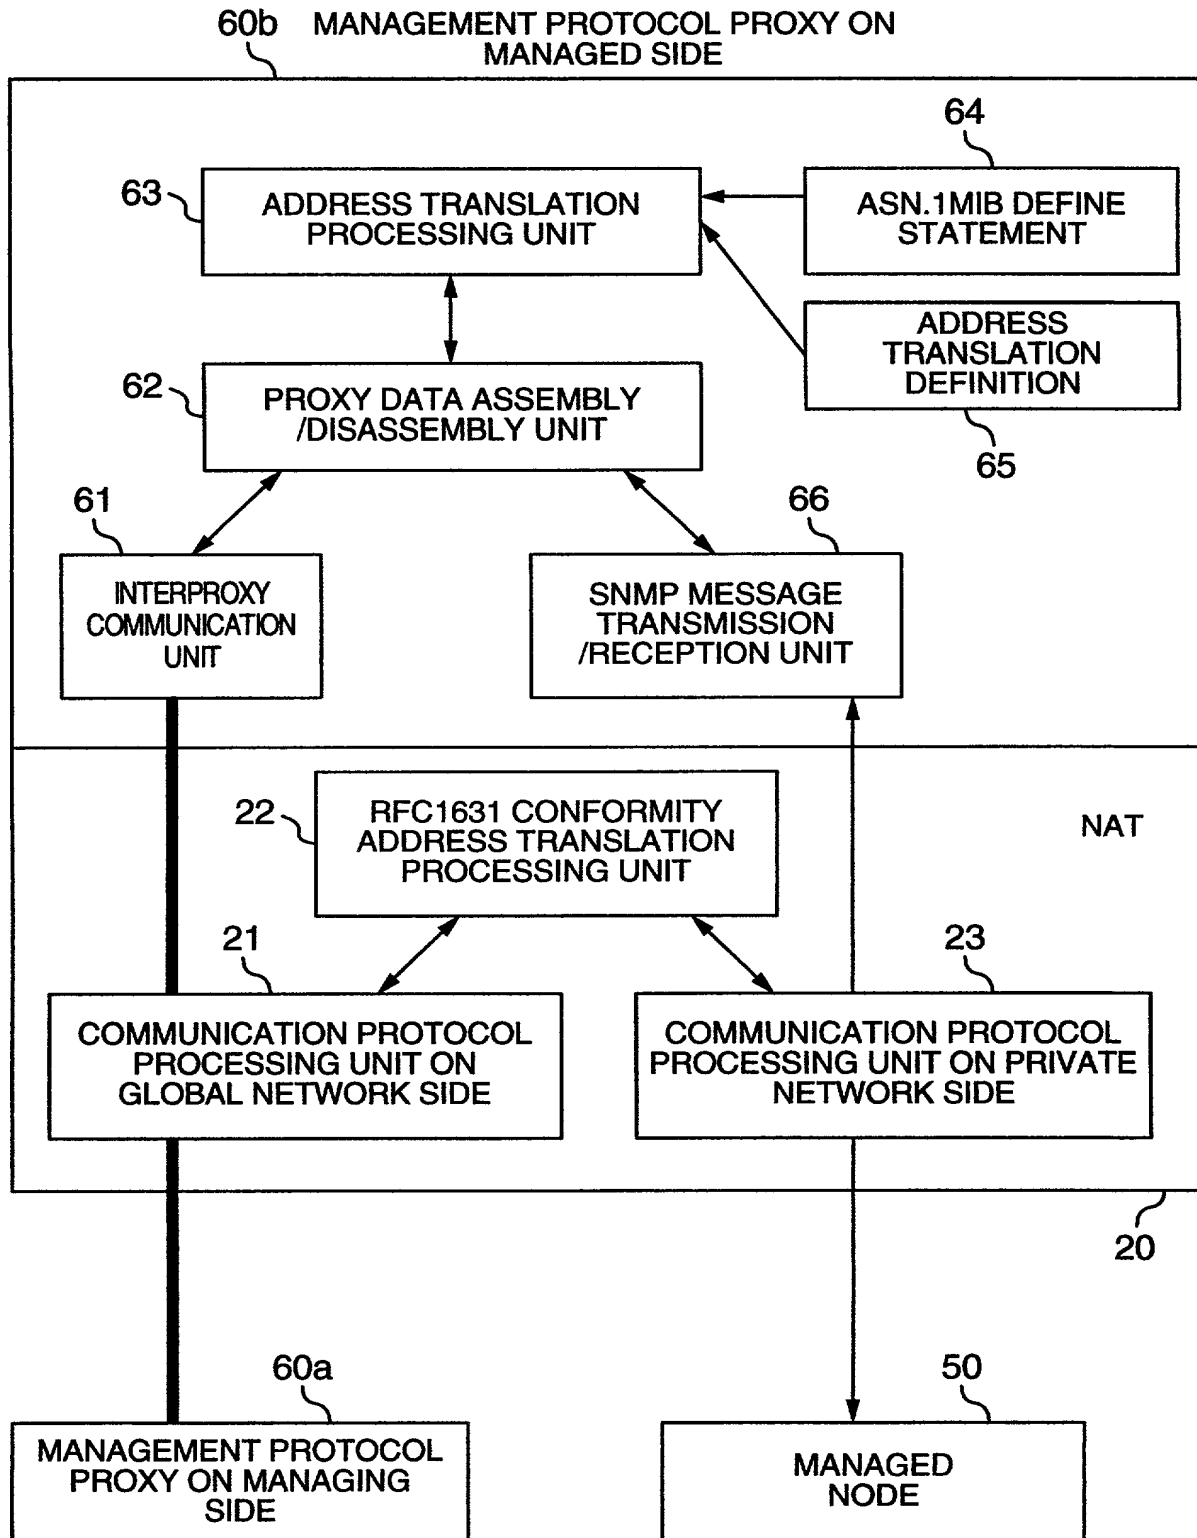 60b MANAGEMENT PROTOCOL PROXY ON
MANAGED SIDE
64
63
ADDRESS TRANSLATION
PROCESSING UNIT
ASN.1MIB DEFINE
STATEMENT
ADDRESS
TRANSLATION
DEFINITION
65
62
PROXY DATA ASSEMBLY
/DISASSEMBLY UNIT
61
INTERPROXY
COMMUNICATION
UNIT
66
SNMP MESSAGE
TRANSMISSION
/RECEPTION UNIT
22
RFC1631 CONFORMITY
ADDRESS TRANSLATION
PROCESSING UNIT
NAT
21
COMMUNICATION PROTOCOL
PROCESSING UNIT ON
GLOBAL NETWORK SIDE
23
COMMUNICATION PROTOCOL
PROCESSING UNIT ON PRIVATE
NETWORK SIDE
20
60a
MANAGEMENT PROTOCOL
PROXY ON MANAGING
SIDE
50
MANAGED
NODE